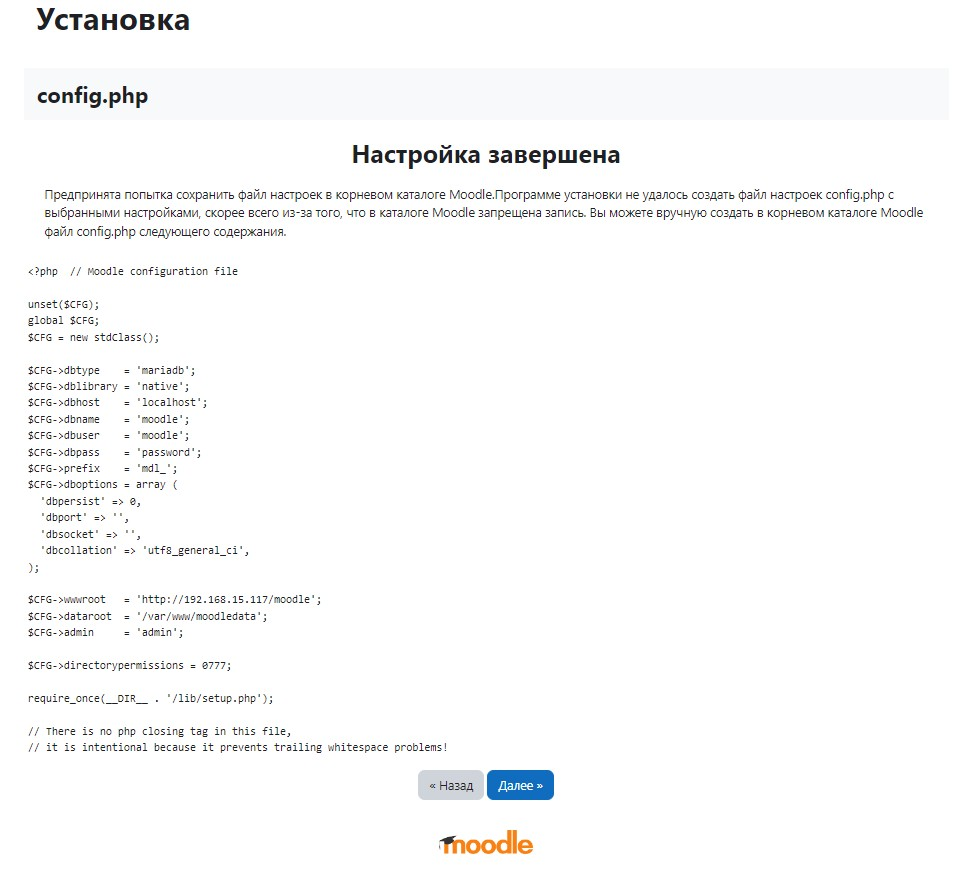 Установка
config.php
Настройка завершена
Предпринята попытка сохранить файл настроек в корневом каталоге Moodle.Программе установки не удалось создать файл настроек config.php с
выбранными настройками, скорее всего из-за того, что в каталоге Moodle запрещена запись. Вы можете вручную создать в корневом каталоге Moodle
файл config.php следующего содержания.
<?php  // Moodle configuration file
unset($CFG);
global $CFG;
$CFG = new stdClass();
$CFG->dbtype    = 'mariadb';
$CFG->dblibrary = 'native';
$CFG->dbhost    = 'localhost';
$CFG->dbname    = 'moodle';
$CFG->dbuser    = 'moodle';
$CFG->dbpass    = 'password';
$CFG->prefix    = 'mdl_';
$CFG->dboptions = array (
  'dbpersist' => 0,
  'dbport' => '',
  'dbsocket' => '',
  'dbcollation' => 'utf8_general_ci',
);
$CFG->wwwroot   = 'http://192.168.15.117/moodle';
$CFG->dataroot  = '/var/www/moodledata';
$CFG->admin     = 'admin';
$CFG->directorypermissions = 0777;
require_once(__DIR__ . '/lib/setup.php');
// There is no php closing tag in this file,
// it is intentional because it prevents trailing whitespace problems!
« Назад Далее »
moodle